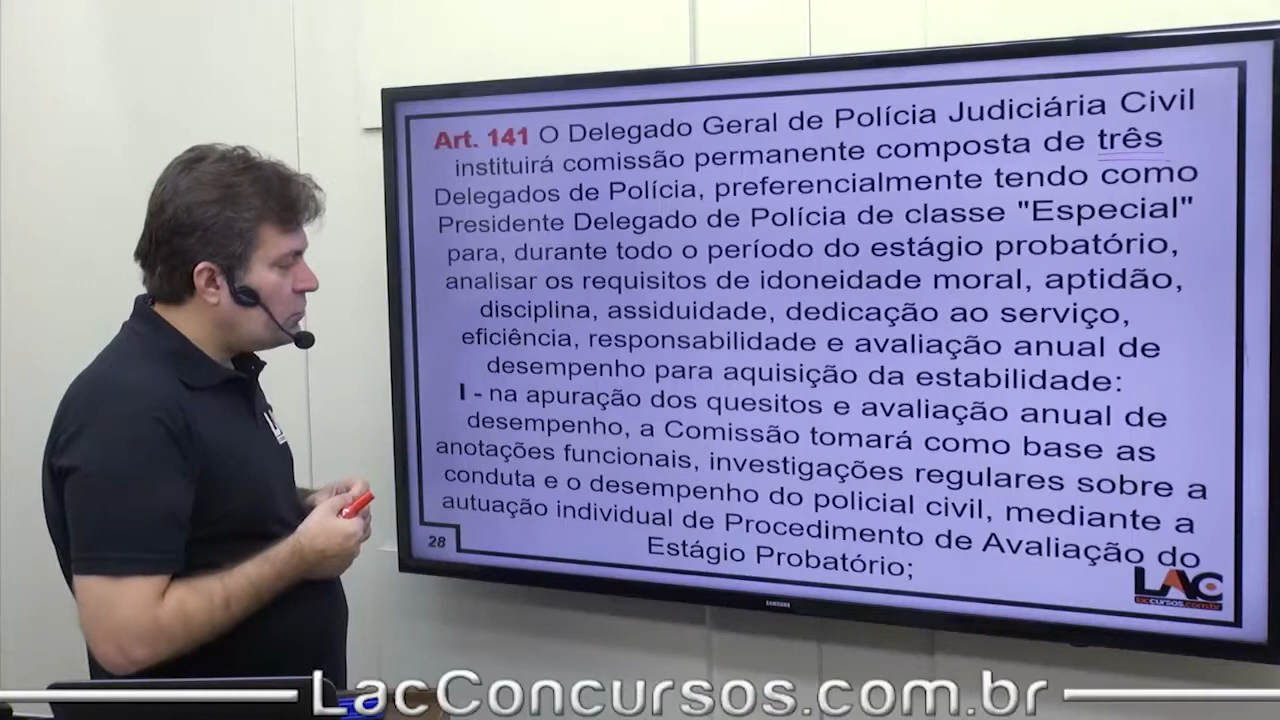 Art. 141 O Delegado Geral de Polícia Judiciária Civil
instituirá comissão permanente composta de três
Delegados de Polícia, preferencialmente tendo como
Presidente Delegado de Polícia de classe "Especial"
para, durante todo o período do estágio probatório,
analisar os requisitos de idoneidade moral, aptidão,
disciplina, assiduidade, dedicação ao serviço,
eficiência, responsabilidade e avaliação anual de
desempenho para aquisição da estabilidade:
I - na apuração dos quesitos e avaliação anual de
desempenho, a Comissão tomará como base as
anotações funcionais, investigações regulares sobre a
conduta e o desempenho do policial civil, mediante a
autuação individual de Procedimento de Avaliação do
Estágio Probatório;
28
LAC
laccursos.com.br
SAMSUNG
LacConcursos.com.br